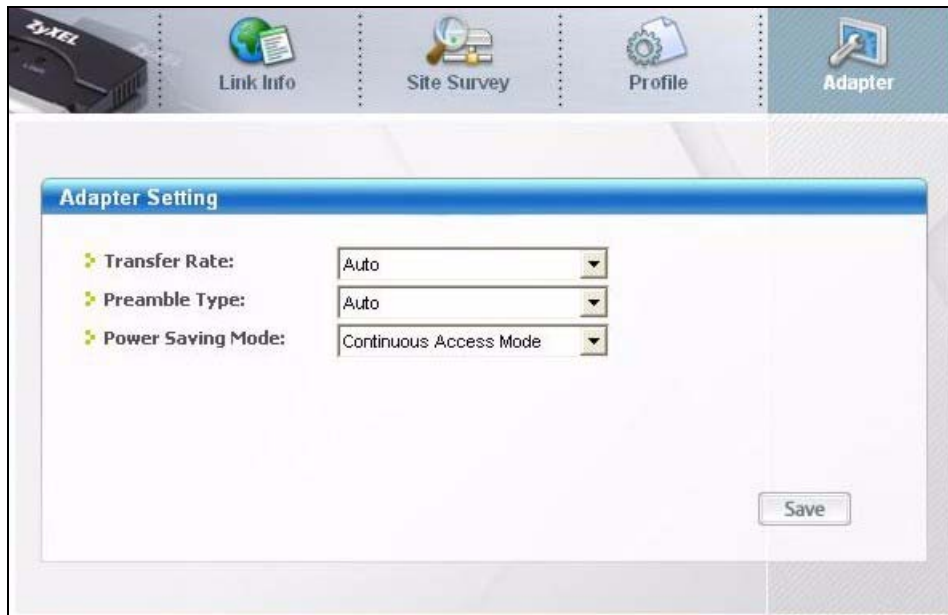 ZyXEL
Link Info
Site Survey
Profile
Adapter
Adapter Setting
Transfer Rate: Auto
Preamble Type: Auto
Power Saving Mode: Continuous Access Mode
Save